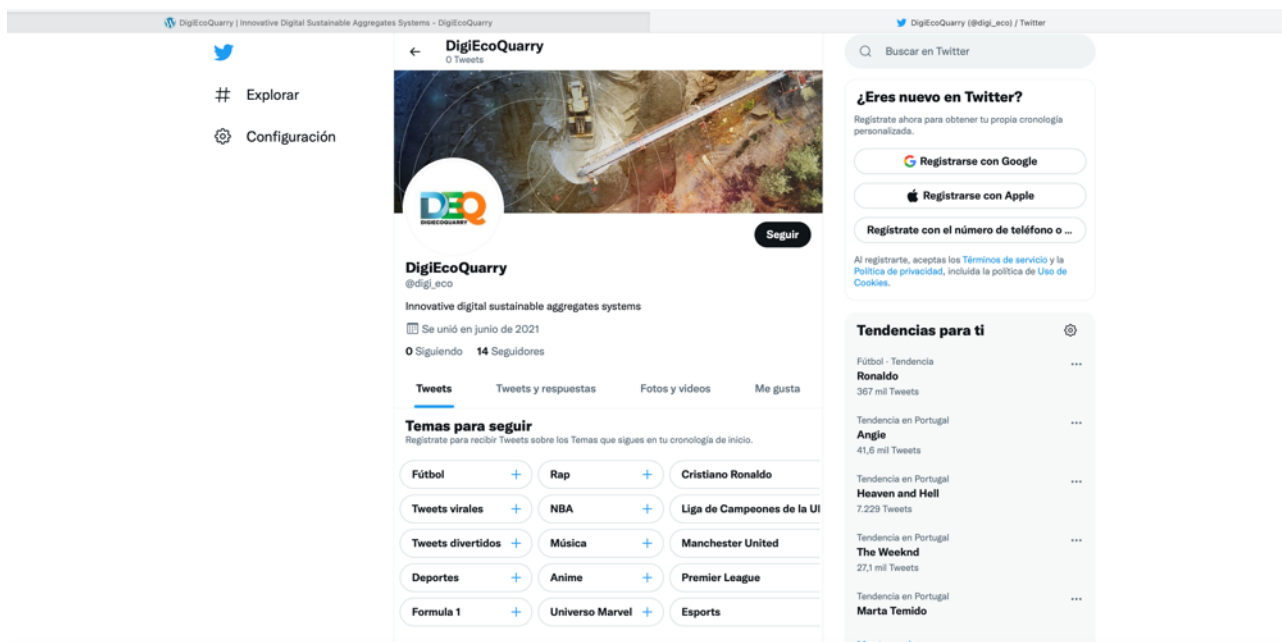 DigiEcoQuarry | Innovative Digital Sustainable Aggregates Systems - DigiEcoQuarry
DigiEcoQuarry (@digi_eco) / Twitter
Explorar
Configuración
DigiEcoQuarry
0 Tweets
DEQ
DIGIECOQUARRY
Seguir
DigiEcoQuarry
@digi_eco
Innovative digital sustainable aggregates systems
Se unió en junio de 2021
0 Siguiendo 14 Seguidores
Tweets Tweets y respuestas Fotos y vídeos Me gusta
Temas para seguir
Regístrate para recibir Tweets sobre los Temas que sigues en tu cronología de inicio.
Fútbol + Rap + Cristiano Ronaldo
Tweets virales + NBA + Liga de Campeones de la UI
Tweets divertidos + Música + Manchester United
Deportes + Anime + Premier League
Formula 1 + Universo Marvel + Esports
Buscar en Twitter
¿Eres nuevo en Twitter?
Regístrate ahora para obtener tu propia cronología
personalizada.
Registrarse con Google
Registrarse con Apple
Regístrate con el número de teléfono o ...
Al registrarte, aceptas los Términos de servicio y la
Política de privacidad, incluida la política de Uso de
Cookies.
Tendencias para ti
Fútbol · Tendencia
Ronaldo
367 mil Tweets
Tendencia en Portugal
Angie
41,6 mil Tweets
Tendencia en Portugal
Heaven and Hell
7.229 Tweets
Tendencia en Portugal
The Weeknd
27,1 mil Tweets
Tendencia en Portugal
Marta Temido